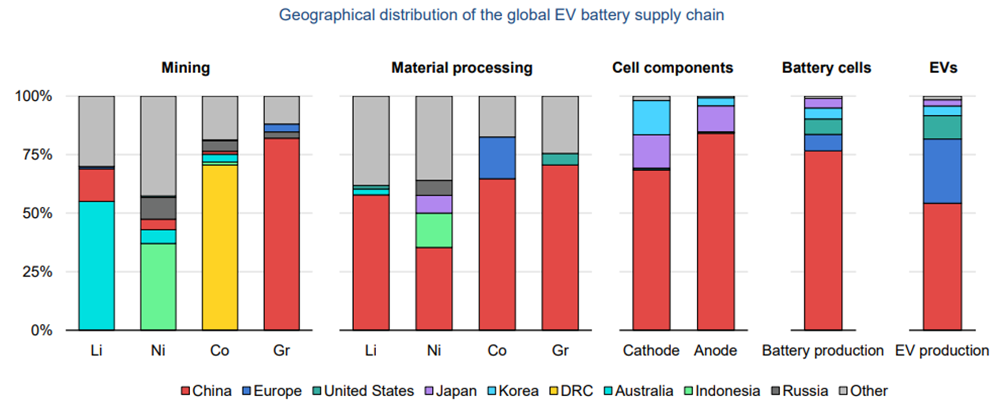 Geographical distribution of the global EV battery supply chain
Mining Material processing Cell components Battery cells EVs
100%
75%
50%
25%
0%
Li Ni Co Gr Li Ni Co Gr Cathode Anode Battery production EV production
China Europe United States Japan Korea DRC Australia Indonesia Russia Other